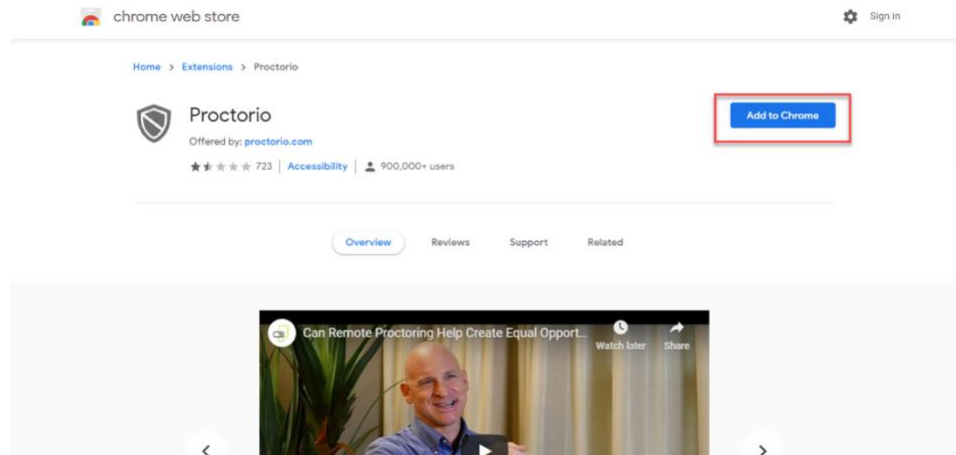 chrome web store
Sign in
Home > Extensions > Proctorio
Proctorio
Add to Chrome
Offered by: proctorio.com
723 | Accessibility | 900,000+ users
Overview Reviews Support Related
Can Remote Proctoring Help Create Equal Opport...
Watch later Share